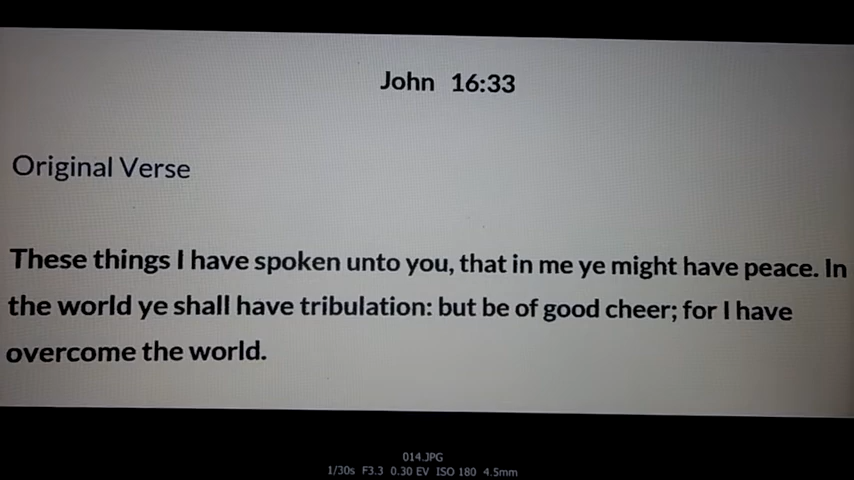 John 16:33
Original Verse
These things I have spoken unto you, that in me ye might have peace. In
the world ye shall have tribulation: but be of good cheer; for I have
overcome the world.
014.JPG
1/30s F3.3 0.30 EV ISO 180 4.5mm